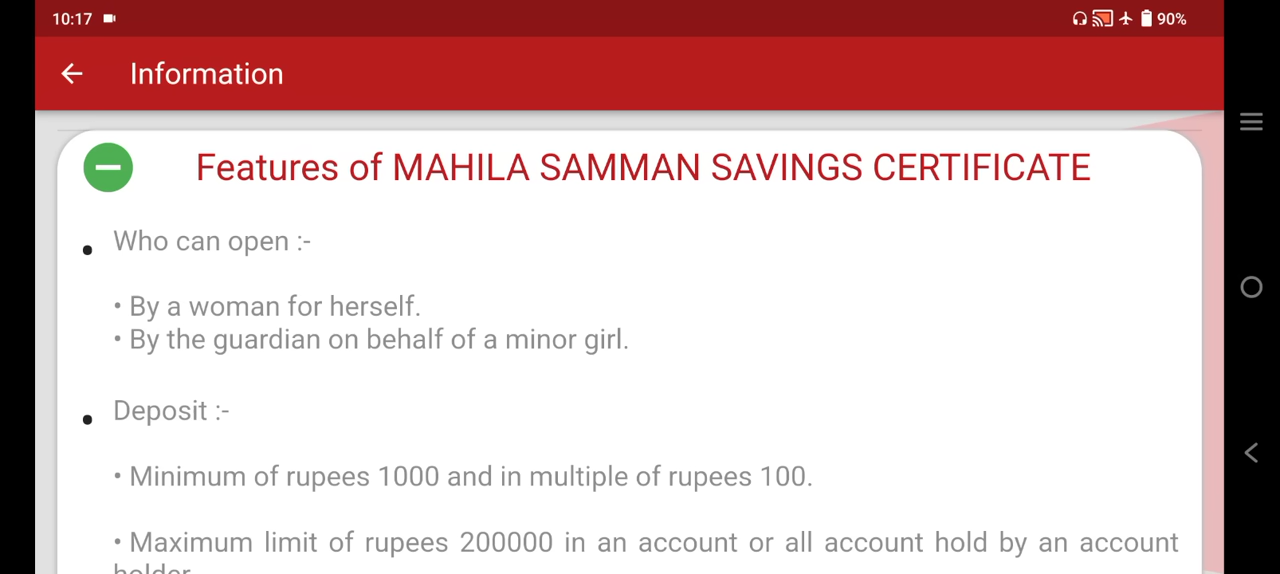 10:17
90%
Information
Features of MAHILA SAMMAN SAVINGS CERTIFICATE
Who can open :-
• By a woman for herself.
• By the guardian on behalf of a minor girl.
Deposit :-
• Minimum of rupees 1000 and in multiple of rupees 100.
• Maximum limit of rupees 200000 in an account or all account hold by an account
holder